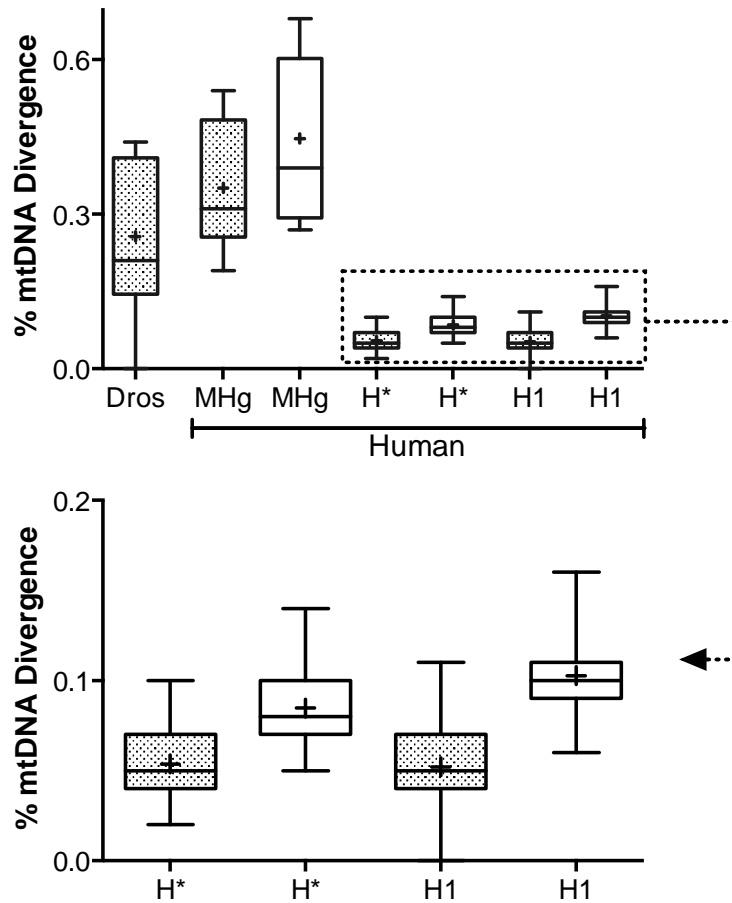 % mtDNA Divergence
0.6
0.3
0.0
Dros MHg MHg H* H* H1 H1
Human
% mtDNA Divergence
0.2
0.1
0.0
H* H* H1 H1